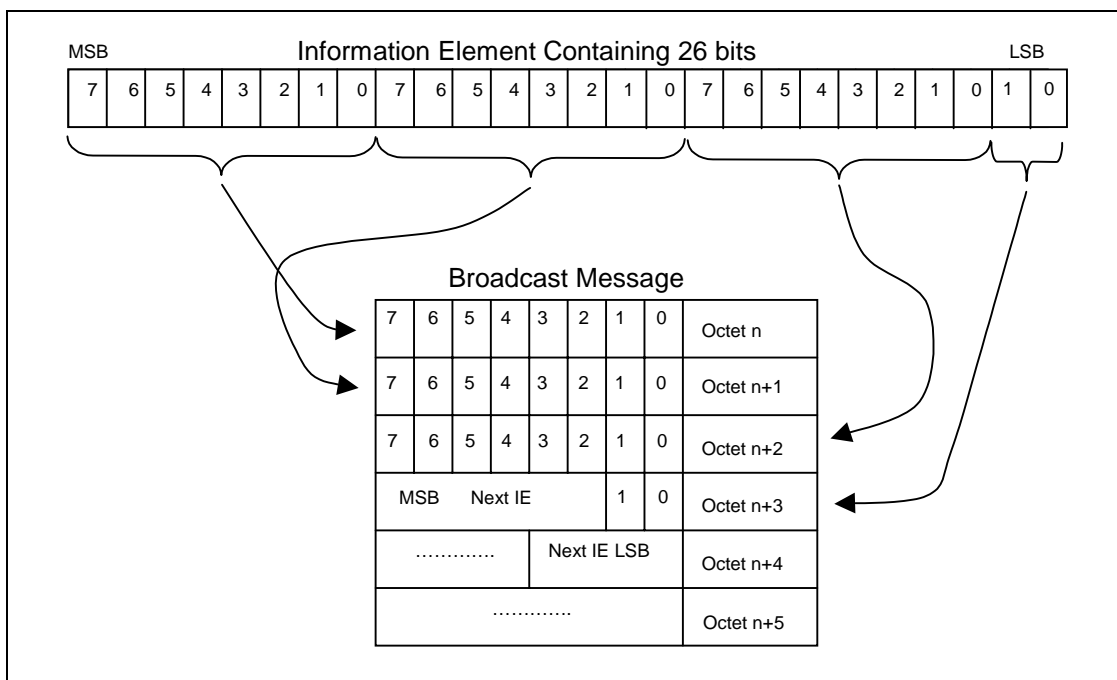 MSB Information Element Containing 26 bits LSB
7 6 5 4 3 2 1 0 7 6 5 4 3 2 1 0 7 6 5 4 3 2 1 0 1 0
Broadcast Message
7 6 5 4 3 2 1 0 Octet n
7 6 5 4 3 2 1 0 Octet n+1
7 6 5 4 3 2 1 0 Octet n+2
MSB Next IE 1 0 Octet n+3
............. Next IE LSB Octet n+4
............. Octet n+5